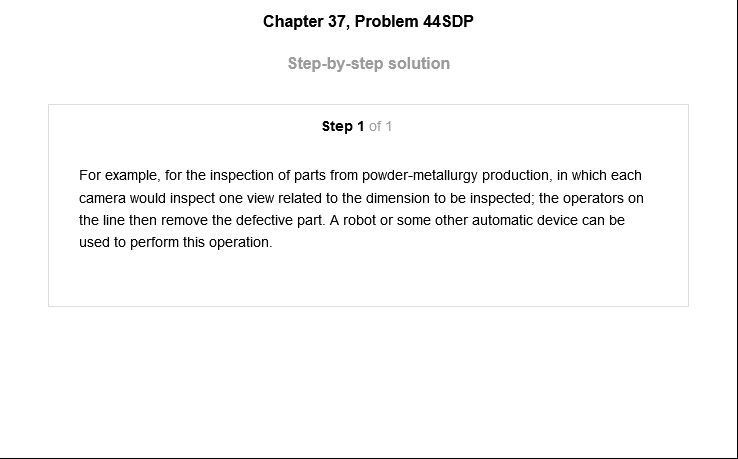 Chapter 37, Problem 44SDP
Step-by-step solution
Step 1 of 1
For example, for the inspection of parts from powder-metallurgy production, in which each
camera would inspect one view related to the dimension to be inspected; the operators on
the line then remove the defective part. A robot or some other automatic device can be
used to perform this operation.